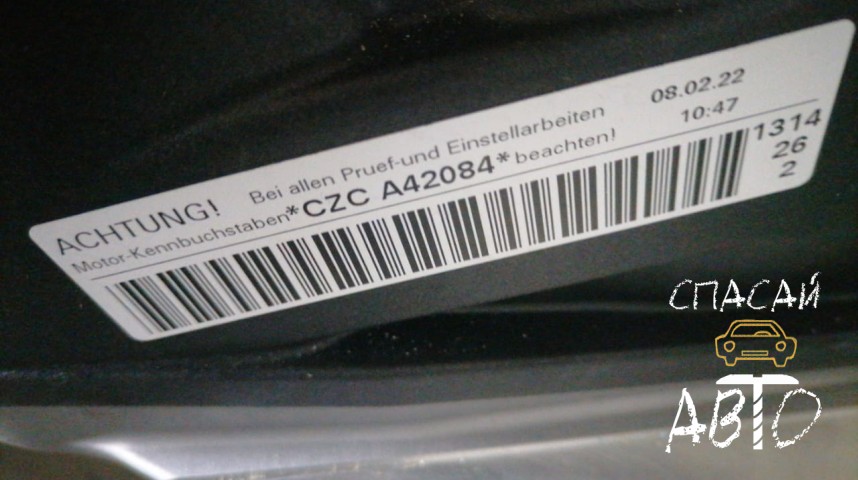 ACHTUNG! Bei allen Pruef-und Einstellarbeiten 08.02.22
Motor-Kennbuchstaben*CZC A42084*beachten! 10:47
1314
26
2
СПАСАЙ
АВТО